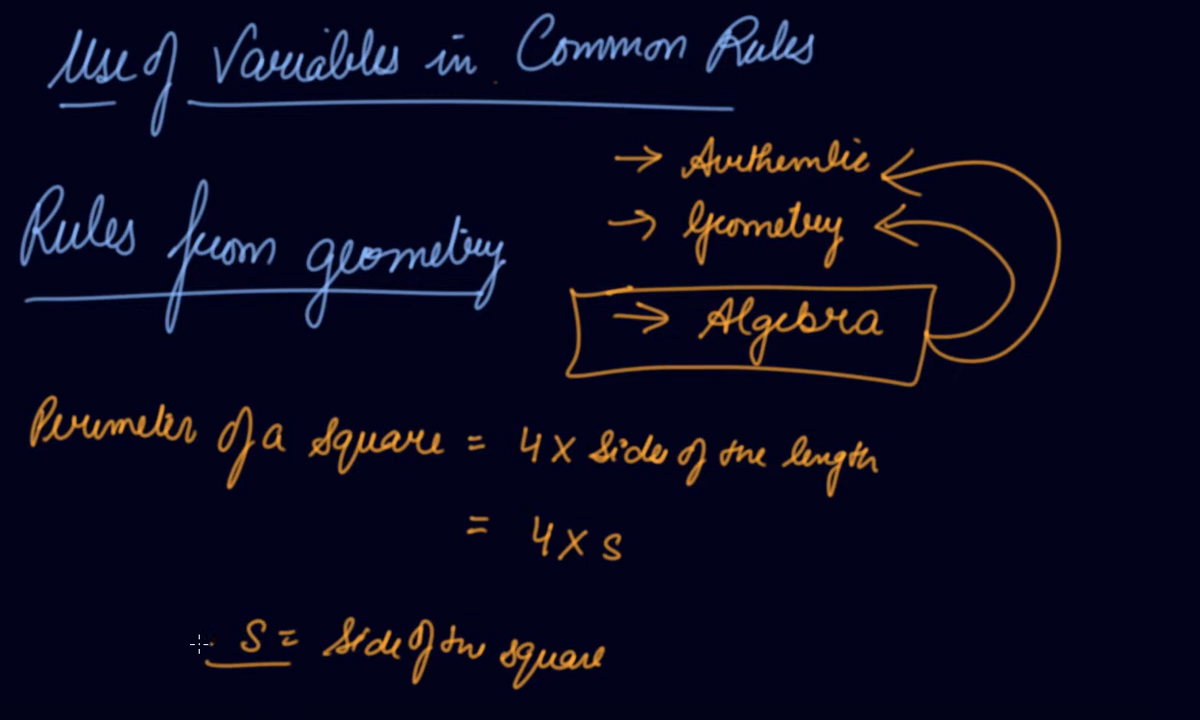 Use of Variables in Common Rules
→ Arithemtic
→ Geometry
Rules from geometry
→ Algebra
Perimeter of a square = 4 x side of the length
= 4 x s
s = side of the square